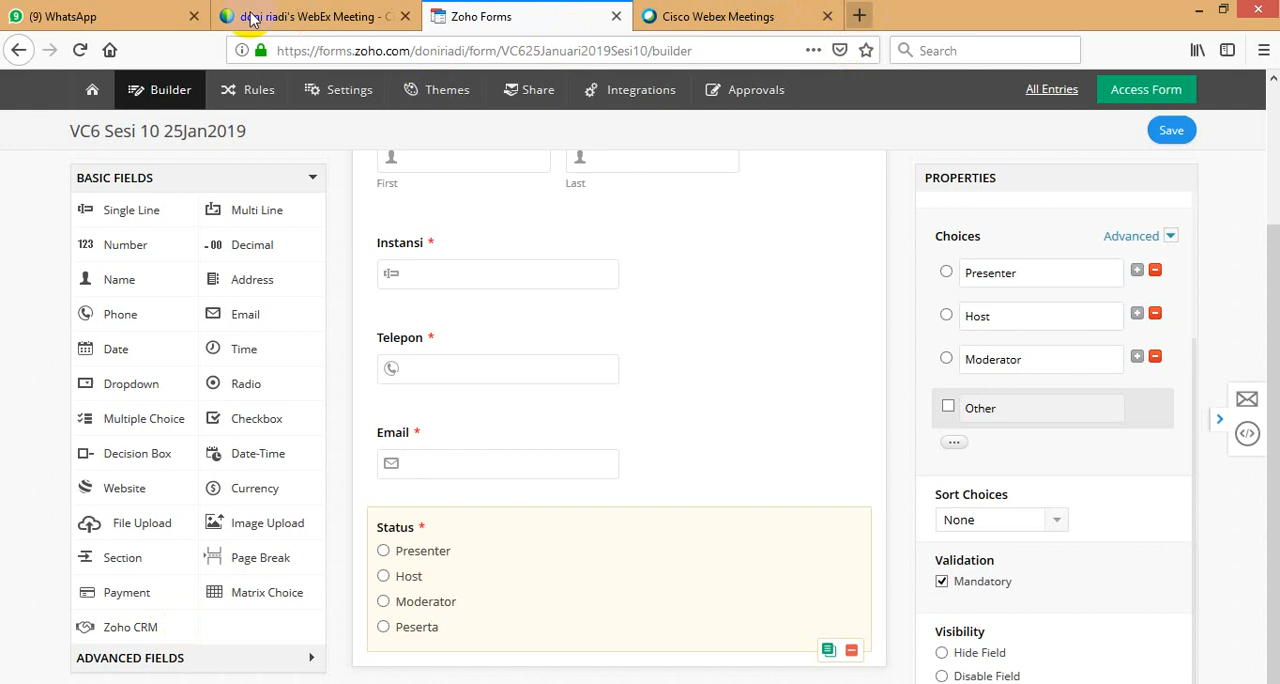 (9) WhatsApp
doni riadi's WebEx Meeting - C
Zoho Forms
Cisco Webex Meetings
https://forms.zoho.com/doniriadi/form/VC625Januari2019Sesi10/builder
Search
Builder
Rules
Settings
Themes
Share
Integrations
Approvals
All Entries
Access Form
VC6 Sesi 10 25Jan2019
Save
BASIC FIELDS
Single Line
Multi Line
123 Number
.00 Decimal
Name
Address
Phone
Email
Date
Time
Dropdown
Radio
Multiple Choice
Checkbox
Decision Box
Date-Time
Website
Currency
File Upload
Image Upload
Section
Page Break
Payment
Matrix Choice
Zoho CRM
ADVANCED FIELDS
First
Last
Instansi *
Telepon *
Email *
Status *
Presenter
Host
Moderator
Peserta
PROPERTIES
Choices
Advanced
Presenter
Host
Moderator
Other
Sort Choices
None
Validation
Mandatory
Visibility
Hide Field
Disable Field